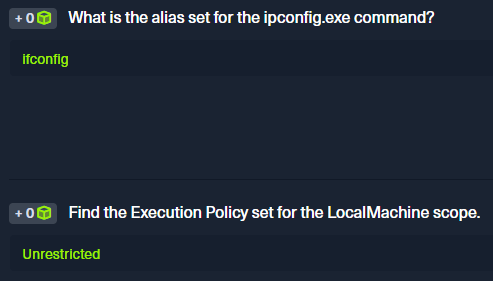 + 0 What is the alias set for the ipconfig.exe command?
ifconfig
+ 0 Find the Execution Policy set for the LocalMachine scope.
Unrestricted